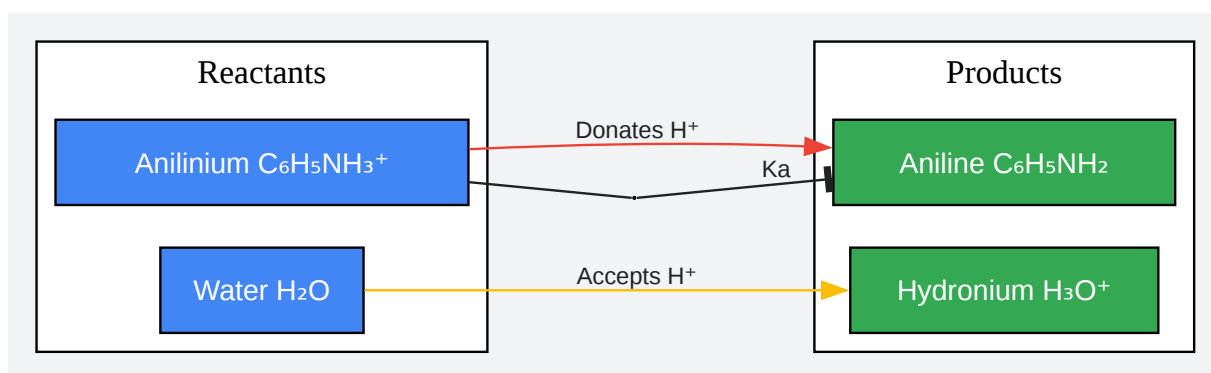 Reactants
Products
Donates H⁺
Anilinium C₆H₅NH₃⁺
Ka
Aniline C₆H₅NH₂
Accepts H⁺
Water H₂O
Hydronium H₃O⁺